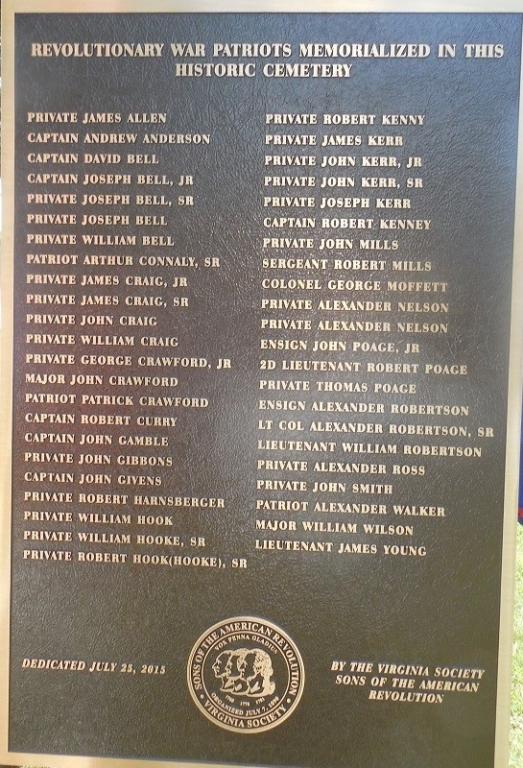 REVOLUTIONARY WAR PATRIOTS MEMORIALIZED IN THIS
HISTORIC CEMETERY
PRIVATE JAMES ALLEN
CAPTAIN ANDREW ANDERSON
CAPTAIN DAVID BELL
CAPTAIN JOSEPH BELL, JR
PRIVATE JOSEPH BELL, SR
PRIVATE JOSEPH BELL
PRIVATE WILLIAM BELL
PATRIOT ARTHUR CONNALY, SR
PRIVATE JAMES CRAIG, JR
PRIVATE JAMES CRAIG, SR
PRIVATE JOHN CRAIG
PRIVATE WILLIAM CRAIG
PRIVATE GEORGE CRAWFORD, JR
MAJOR JOHN CRAWFORD
PATRIOT PATRICK CRAWFORD
CAPTAIN ROBERT CURRY
CAPTAIN JOHN GAMBLE
PRIVATE JOHN GIBBONS
CAPTAIN JOHN GIVENS
PRIVATE ROBERT HARNSBERGER
PRIVATE WILLIAM HOOK
PRIVATE WILLIAM HOOKE, SR
PRIVATE ROBERT HOOK(HOOKE), SR
PRIVATE ROBERT KENNY
PRIVATE JAMES KERR
PRIVATE JOHN KERR, JR
PRIVATE JOHN KERR, SR
PRIVATE JOSEPH KERR
CAPTAIN ROBERT KENNEY
PRIVATE JOHN MILLS
SERGEANT ROBERT MILLS
COLONEL GEORGE MOFFETT
PRIVATE ALEXANDER NELSON
PRIVATE ALEXANDER NELSON
ENSIGN JOHN POAGE, JR
2D LIEUTENANT ROBERT POAGE
PRIVATE THOMAS POAGE
ENSIGN ALEXANDER ROBERTSON
LT COL ALEXANDER ROBERTSON, SR
LIEUTENANT WILLIAM ROBERTSON
PRIVATE ALEXANDER ROSS
PRIVATE JOHN SMITH
PATRIOT ALEXANDER WALKER
MAJOR WILLIAM WILSON
LIEUTENANT JAMES YOUNG
DEDICATED JULY 25, 2015
SONS OF THE AMERICAN REVOLUTION
VOX PENNA GLADIUS
ORGANIZED JULY 7, 1890
VIRGINIA SOCIETY
BY THE VIRGINIA SOCIETY
SONS OF THE AMERICAN
REVOLUTION